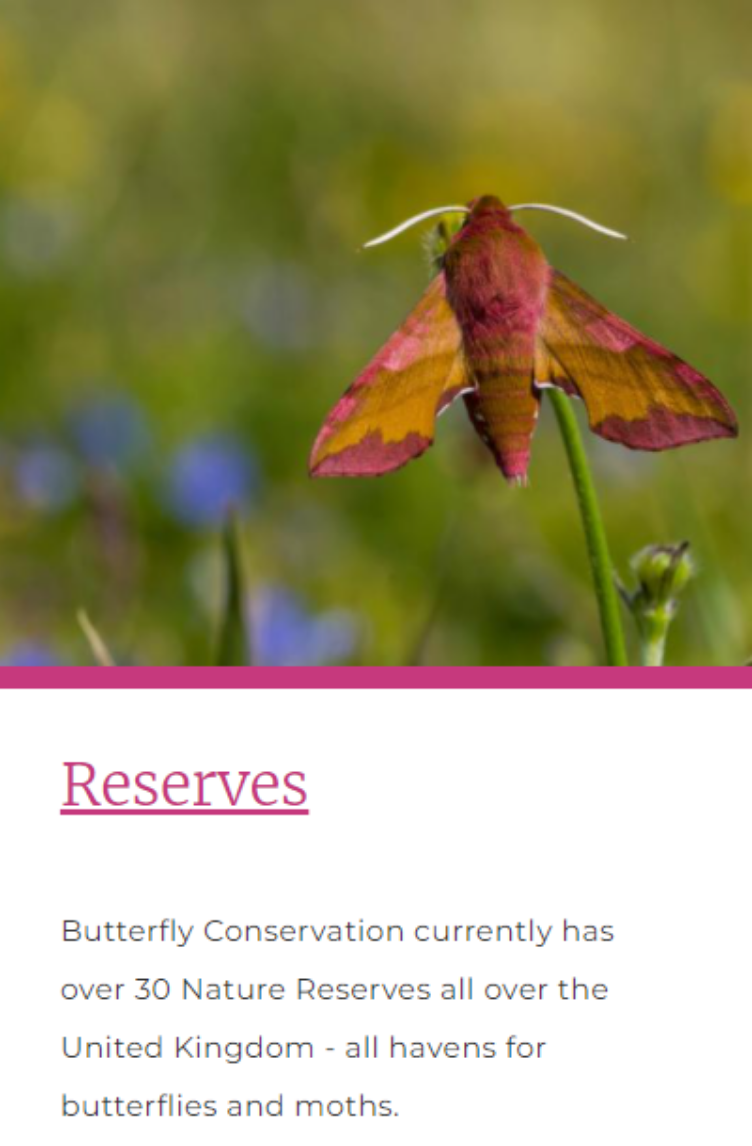 Reserves
Butterfly Conservation currently has
over 30 Nature Reserves all over the
United Kingdom - all havens for
butterflies and moths.